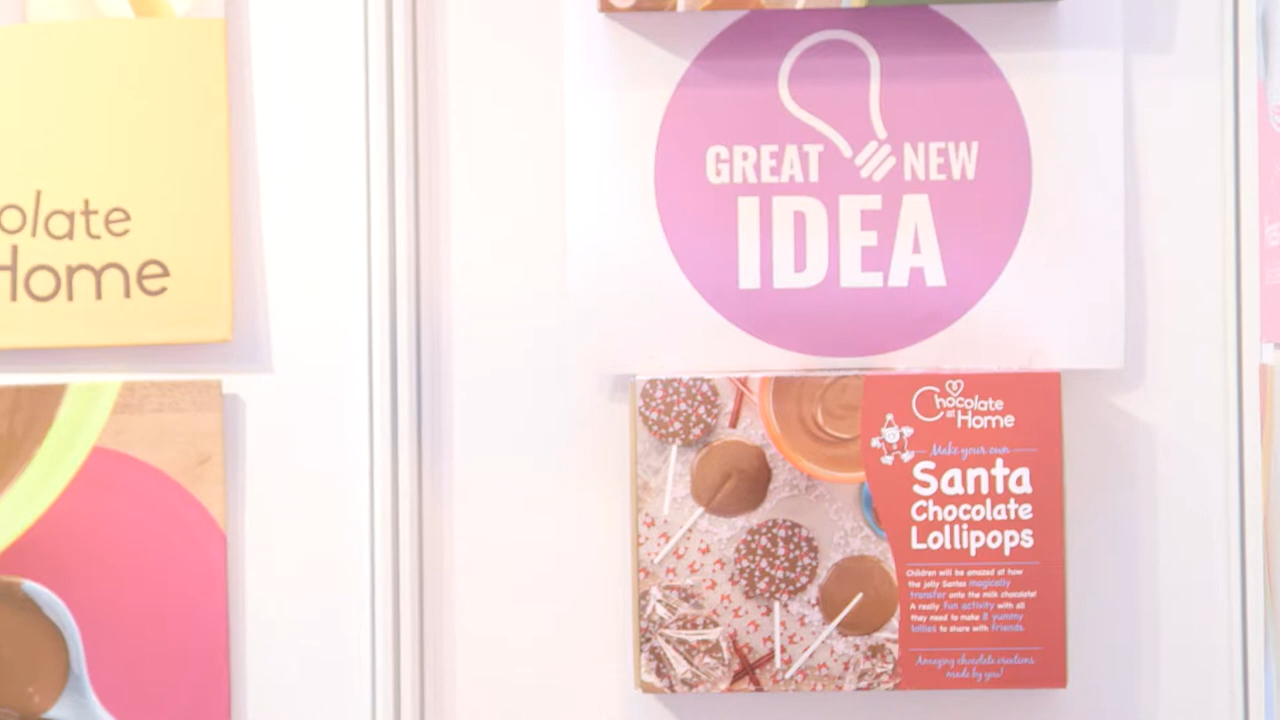 olate
Home
GREAT NEW
IDEA
Chocolate
at Home
Make your own
Santa
Chocolate
Lollipops
Children will be amazed at how
the jolly Santas magically
transfer onto the milk chocolate!
A really fun activity with all
they need to make 8 yummy
lollies to share with friends.
Amazing chocolate creations
made by you!